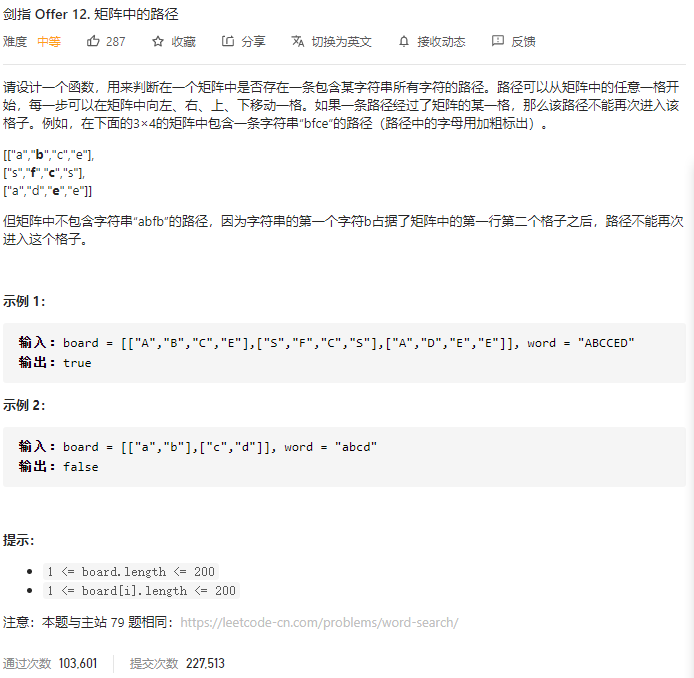 剑指 Offer 12. 矩阵中的路径
难度 中等 287 收藏 分享 切换为英文 接收动态 反馈
请设计一个函数，用来判断在一个矩阵中是否存在一条包含某字符串所有字符的路径。路径可以从矩阵中的任意一格开
始，每一步可以在矩阵中向左、右、上、下移动一格。如果一条路径经过了矩阵的某一格，那么该路径不能再次进入该
格子。例如，在下面的3×4的矩阵中包含一条字符串“bfce”的路径（路径中的字母用加粗标出）。
[["a","b","c","e"],
["s","f","c","s"],
["a","d","e","e"]]
但矩阵中不包含字符串“abfb”的路径，因为字符串的第一个字符b占据了矩阵中的第一行第二个格子之后，路径不能再次
进入这个格子。
示例 1：
输入：board = [["A","B","C","E"],["S","F","C","S"],["A","D","E","E"]], word = "ABCCED"
输出：true
示例 2：
输入：board = [["a","b"],["c","d"]], word = "abcd"
输出：false
提示：
1 <= board.length <= 200
1 <= board[i].length <= 200
注意：本题与主站 79 题相同：https://leetcode-cn.com/problems/word-search/
通过次数 103,601 提交次数 227,513